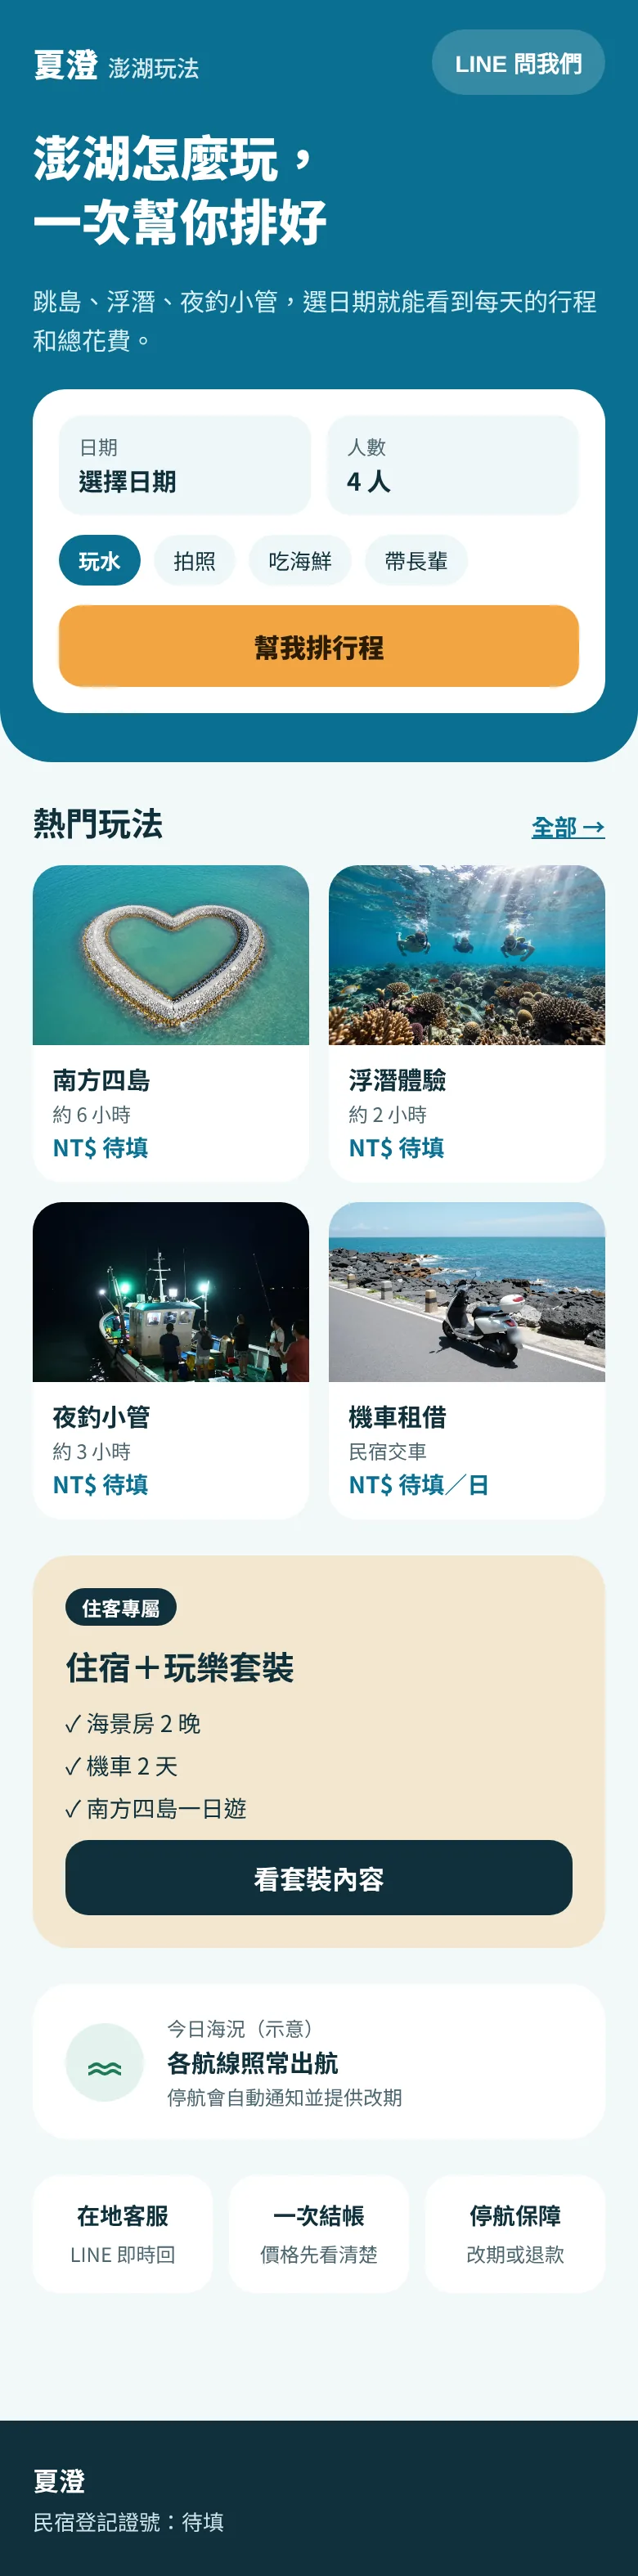 夏澄 澎湖玩法
LINE 問我們
澎湖怎麼玩，
一次幫你排好
跳島、浮潛、夜釣小管，選日期就能看到每天的行程
和總花費。
日期
選擇日期
人數
4 人
玩水
拍照
吃海鮮
帶長輩
幫我排行程
熱門玩法
全部 →
南方四島
約 6 小時
NT$ 待填
浮潛體驗
約 2 小時
NT$ 待填
夜釣小管
約 3 小時
NT$ 待填
機車租借
民宿交車
NT$ 待填／日
住客專屬
住宿＋玩樂套裝
✓ 海景房 2 晚
✓ 機車 2 天
✓ 南方四島一日遊
看套裝內容
今日海況（示意）
各航線照常出航
停航會自動通知並提供改期
在地客服
LINE 即時回
一次結帳
價格先看清楚
停航保障
改期或退款
夏澄
民宿登記證號：待填